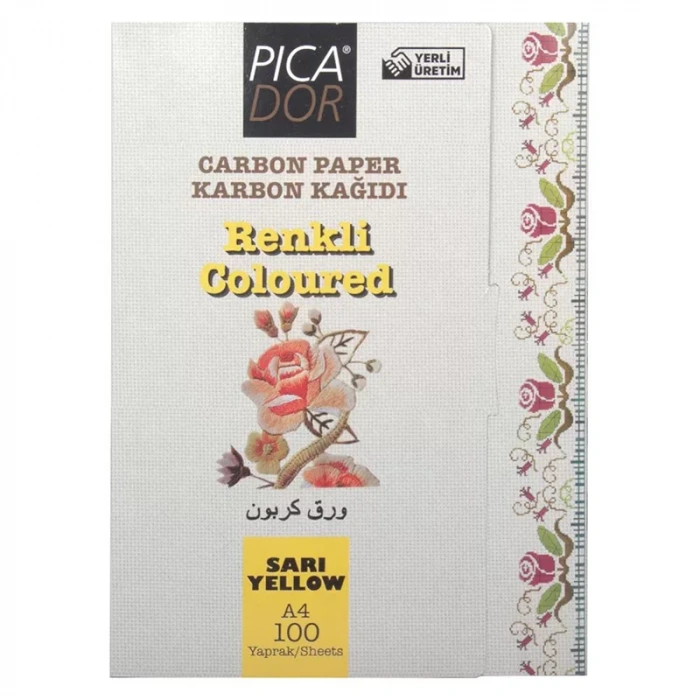 PICA®
DOR
YERLİ
ÜRETİM
CARBON PAPER
KARBON KAĞIDI
Renkli
Coloured
ورق كربون
SARI
YELLOW
A4
100
Yaprak/Sheets